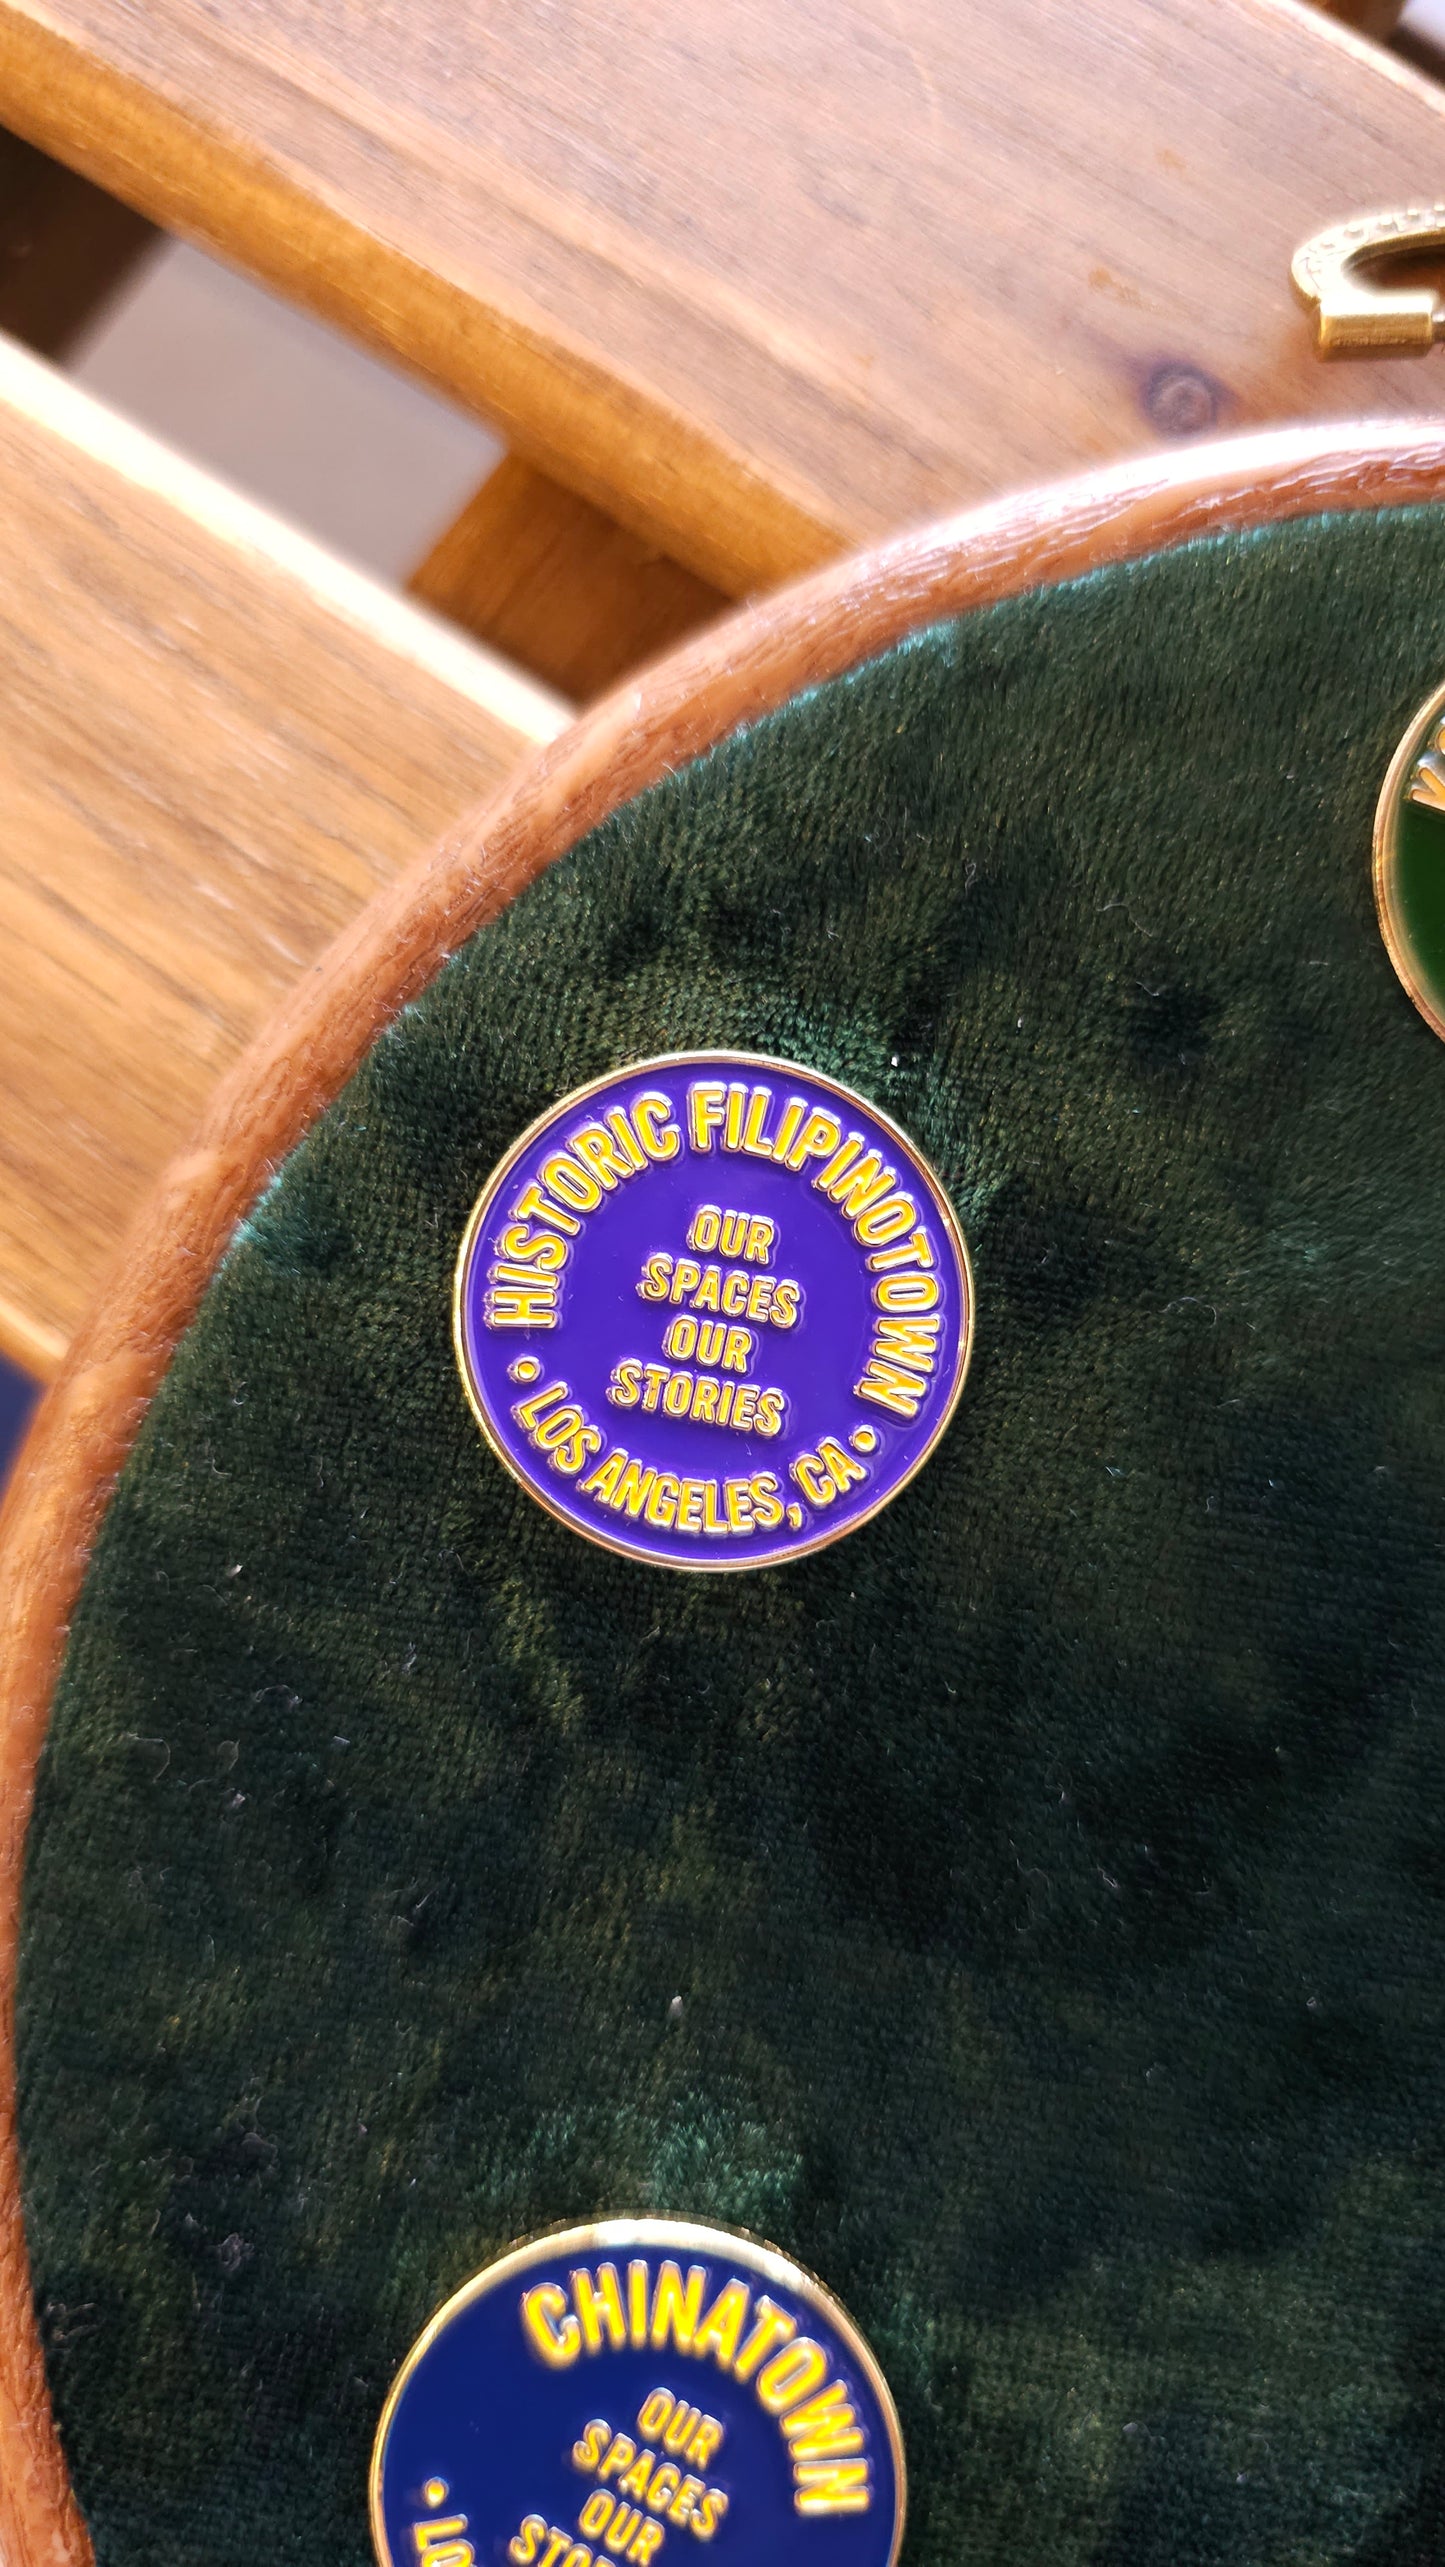 HISTORIC FILIPINOTOWN
OUR
SPACES
OUR
STORIES
• LOS ANGELES, CA •
CHINATOWN
OUR
SPACES
OUR